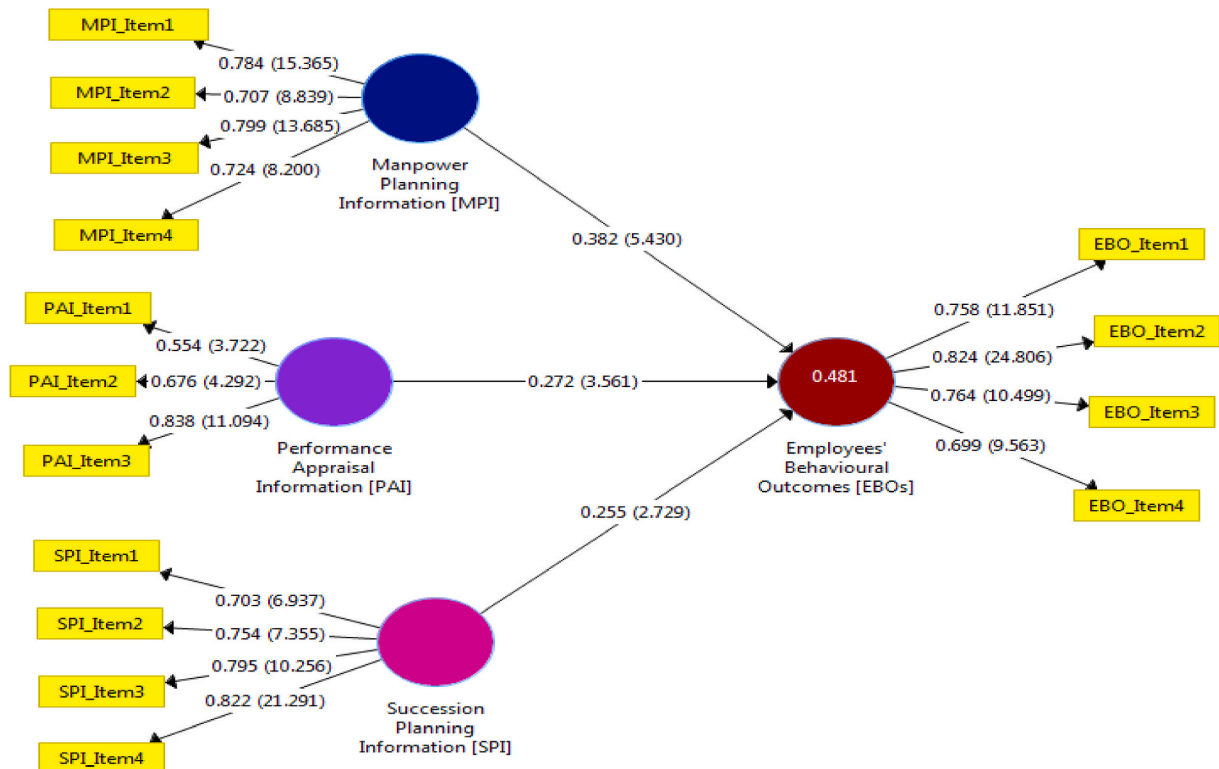 MPI_Item1
0.784 (15.365)
MPI_Item2
0.707 (8.839)
MPI_Item3
0.799 (13.685)
0.724 (8.200)
MPI_Item4
Manpower
Planning
Information [MPI]
0.382 (5.430)
PAI_Item1
0.554 (3.722)
PAI_Item2
0.676 (4.292)
0.838 (11.094)
PAI_Item3
Performance
Appraisal
Information [PAI]
0.272 (3.561)
SPI_Item1
0.703 (6.937)
SPI_Item2
0.754 (7.355)
0.795 (10.256)
SPI_Item3
0.822 (21.291)
SPI_Item4
Succession
Planning
Information [SPI]
0.255 (2.729)
0.481
Employees'
Behavioural
Outcomes [EBOs]
EBO_Item1
0.758 (11.851)
EBO_Item2
0.824 (24.806)
0.764 (10.499)
EBO_Item3
0.699 (9.563)
EBO_Item4